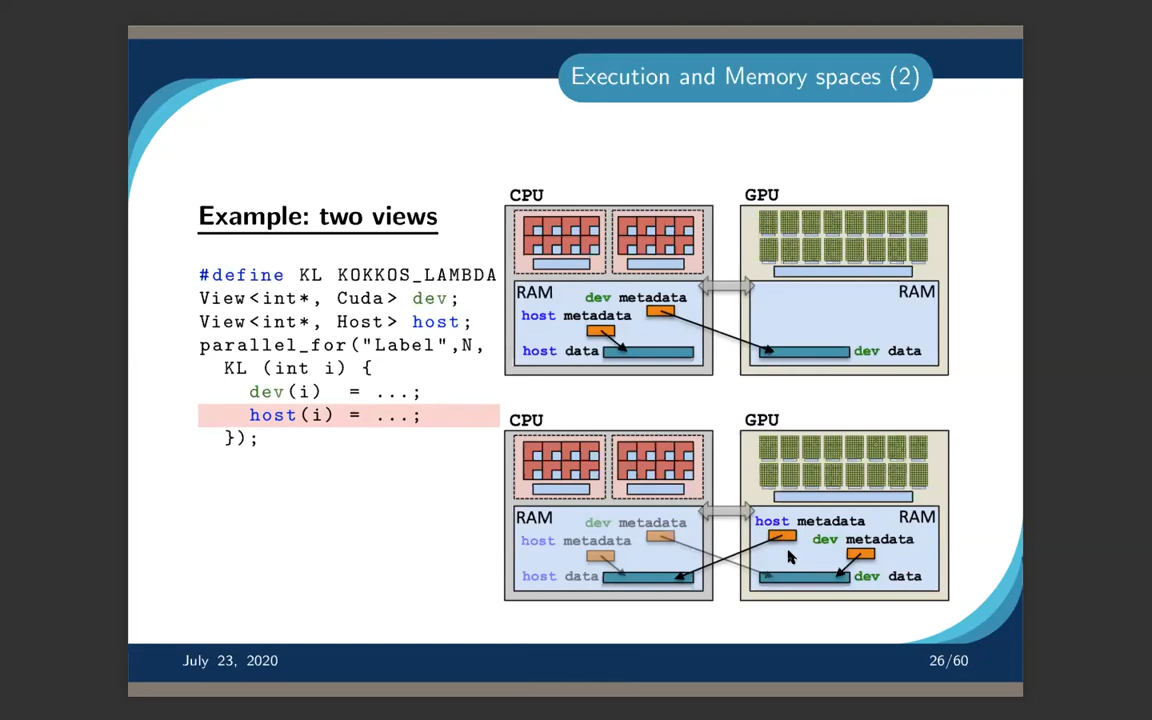 Execution and Memory spaces (2)
Example: two views
#define KL KOKKOS_LAMBDA
View<int*, Cuda> dev;
View<int*, Host> host;
parallel_for("Label",N,
KL (int i) {
dev(i) = ...;
host(i) = ...;
});
CPU
GPU
RAM
RAM
dev metadata
host metadata
host data
dev data
CPU
GPU
RAM
host metadata
RAM
dev metadata
host metadata
dev metadata
host data
dev data
July 23, 2020
26/60